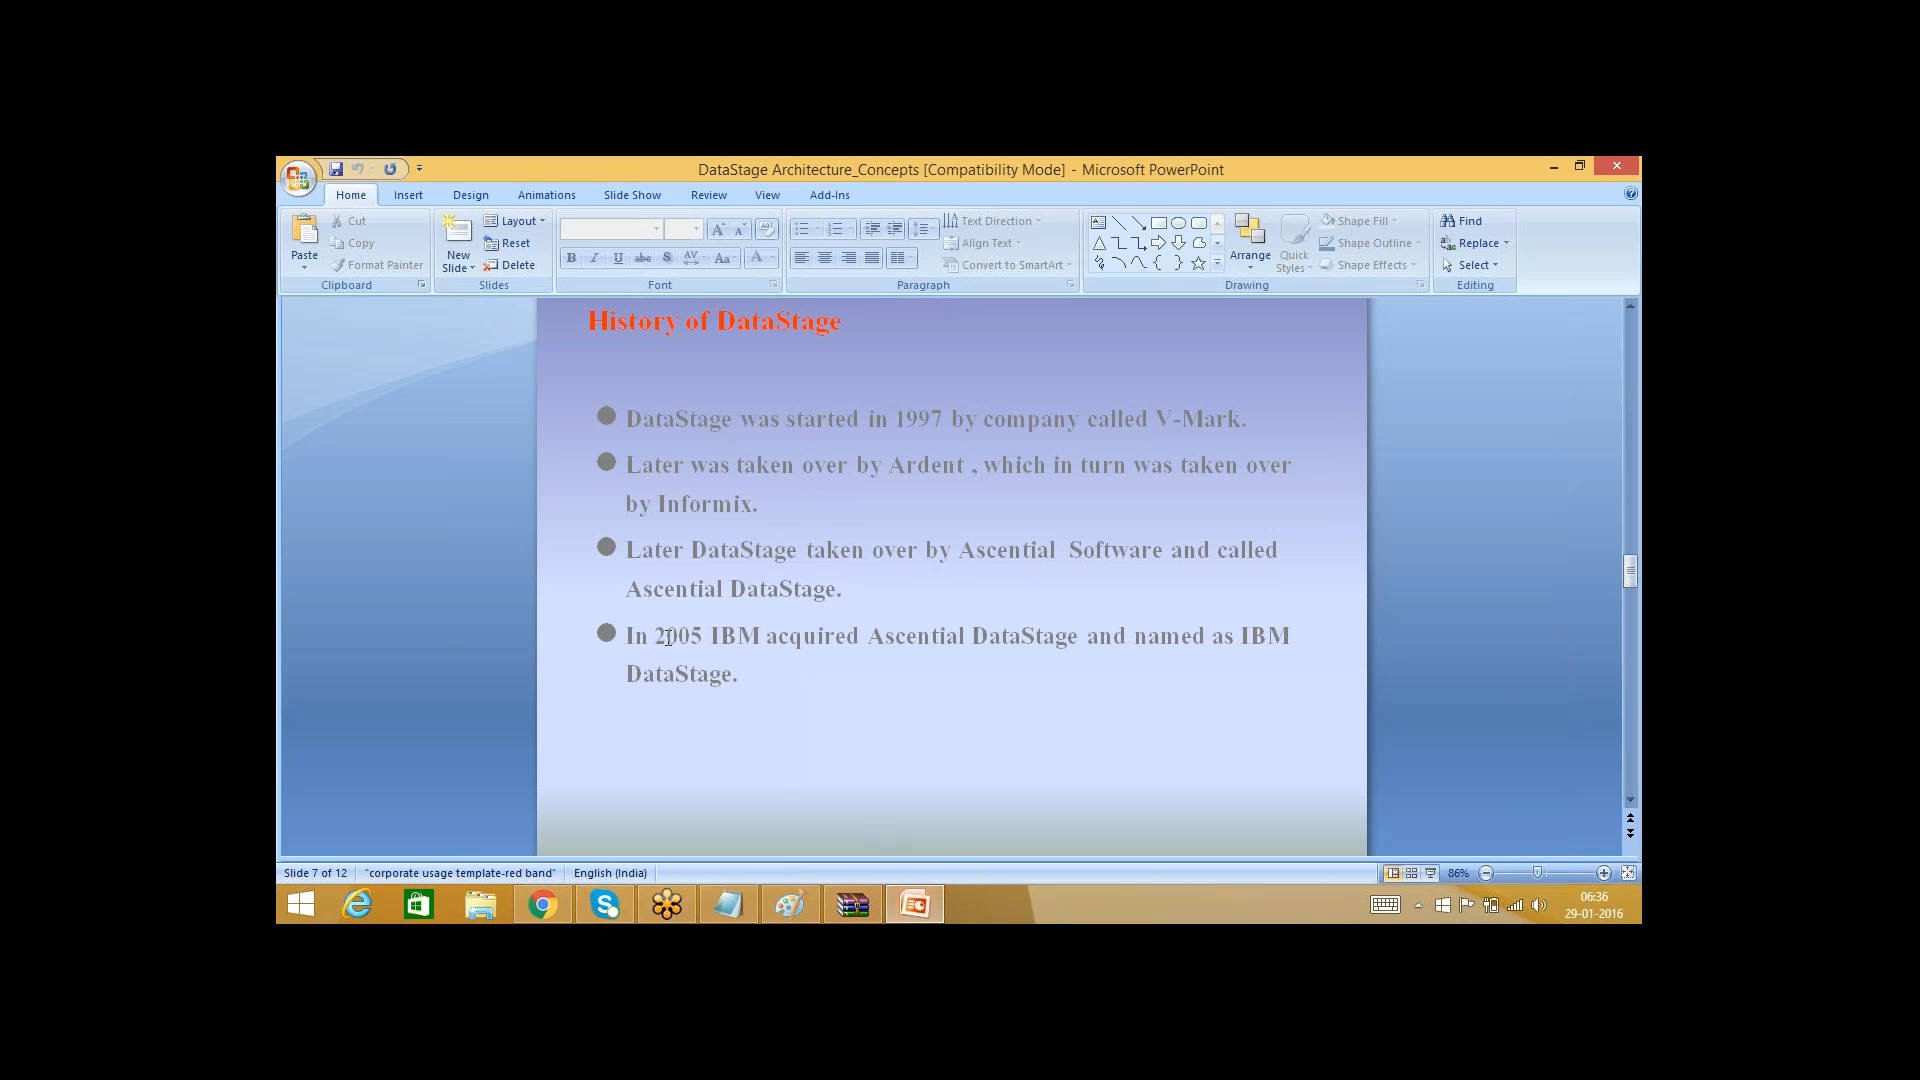 DataStage Architecture_Concepts [Compatibility Mode] - Microsoft PowerPoint
Home Insert Design Animations Slide Show Review View Add-Ins
Cut
Copy
Format Painter
Paste
Clipboard
New Slide
Layout
Reset
Delete
Slides
Font
Text Direction
Align Text
Convert to SmartArt
Paragraph
Arrange
Quick Styles
Shape Fill
Shape Outline
Shape Effects
Drawing
Find
Replace
Select
Editing
History of DataStage
DataStage was started in 1997 by company called V-Mark.
Later was taken over by Ardent , which in turn was taken over
by Informix.
Later DataStage taken over by Ascential Software and called
Ascential DataStage.
In 2005 IBM acquired Ascential DataStage and named as IBM
DataStage.
Slide 7 of 12 "corporate usage template-red band" English (India) 86%
06:36
29-01-2016